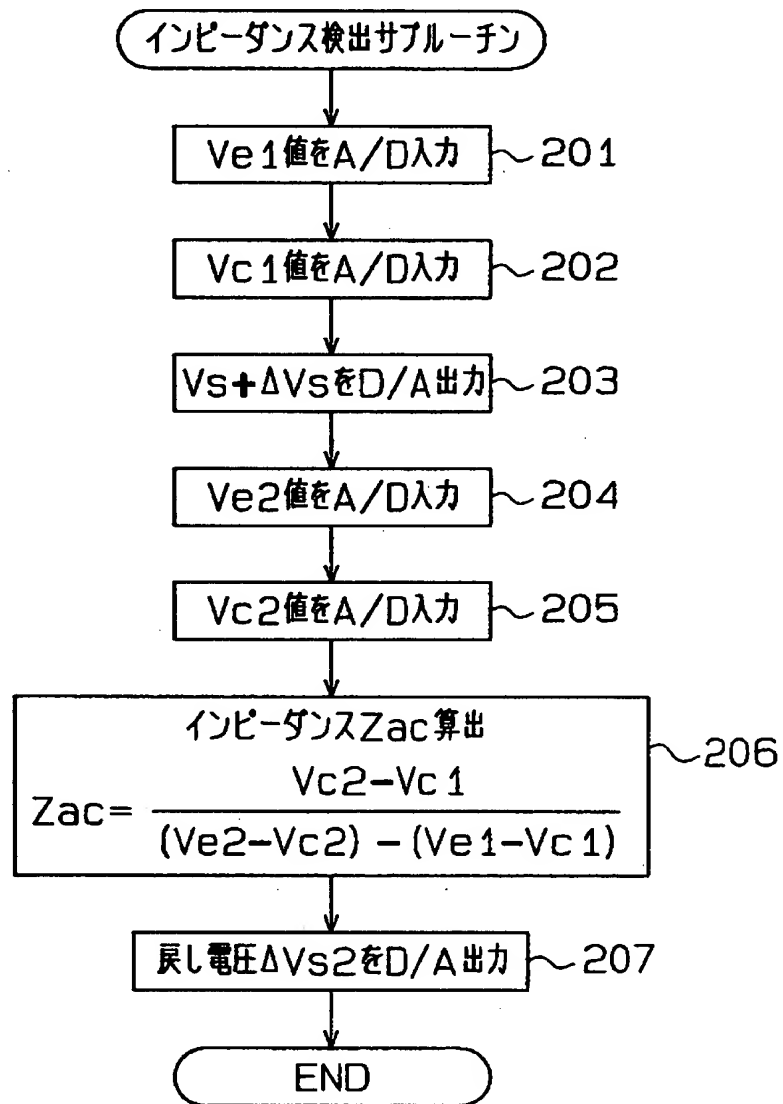 インピーダンス検出サブルーチン
Ve1値をA/D入力 201
Vc1値をA/D入力 202
Vs+ΔVsをD/A出力 203
Ve2値をA/D入力 204
Vc2値をA/D入力 205
インピーダンスZac算出
206
Vc2-Vc1
Zac=
(Ve2-Vc2)-(Ve1-Vc1)
戻し電圧ΔVs2をD/A出力 207
END